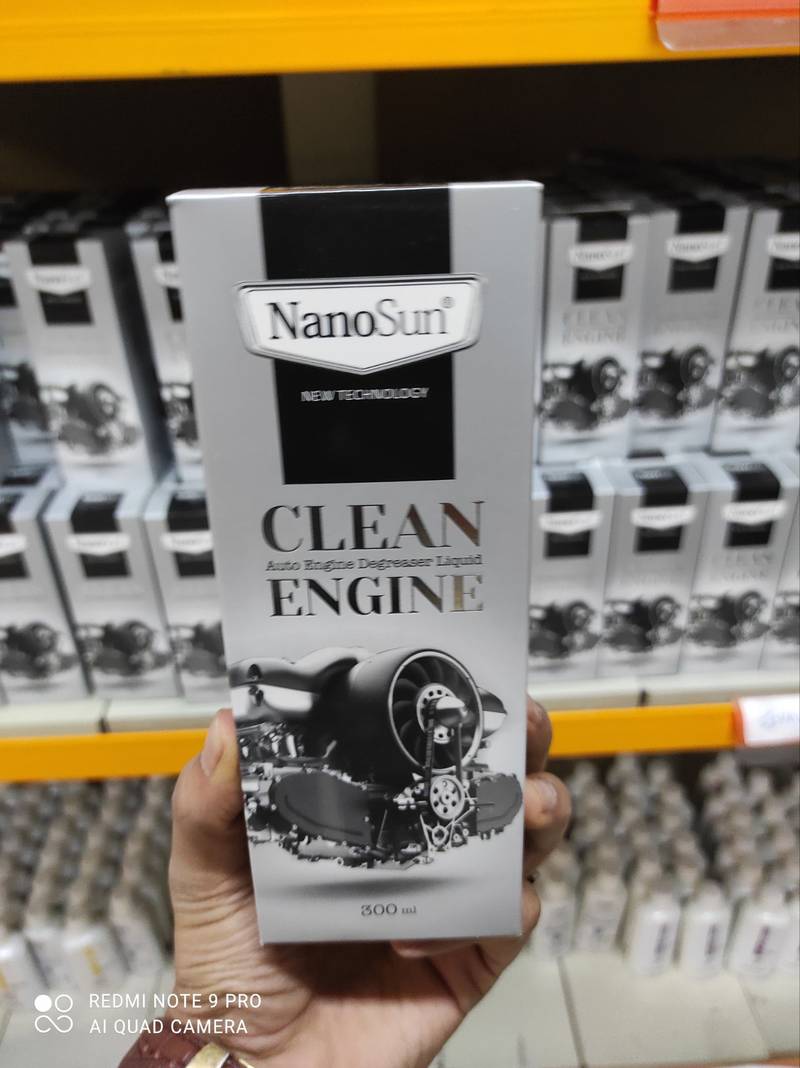 NanoSun®
NEW TECHNOLOGY
CLEAN
Auto Engine Degreaser Liquid
ENGINE
300 ml
REDMI NOTE 9 PRO
AI QUAD CAMERA